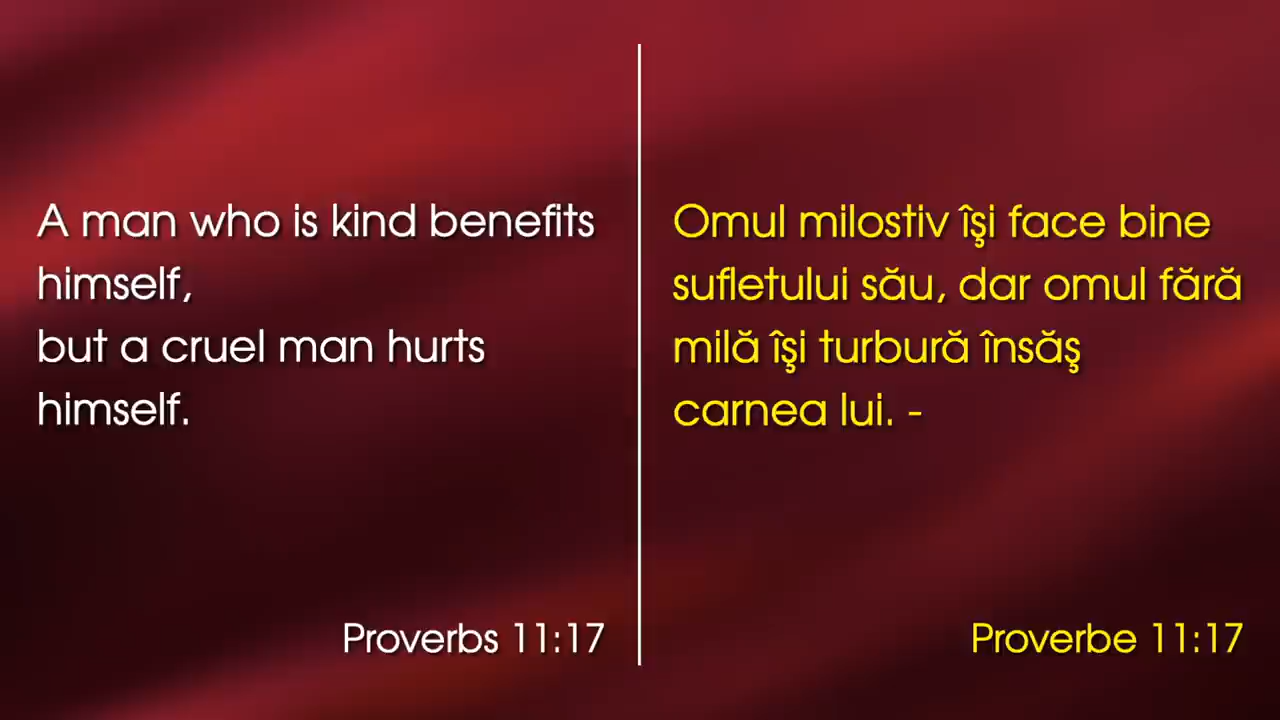 A man who is kind benefits
himself,
but a cruel man hurts
himself.
Proverbs 11:17
Omul milostiv îşi face bine
sufletului său, dar omul fără
milă îşi turbură însăş
carnea lui. -
Proverbe 11:17